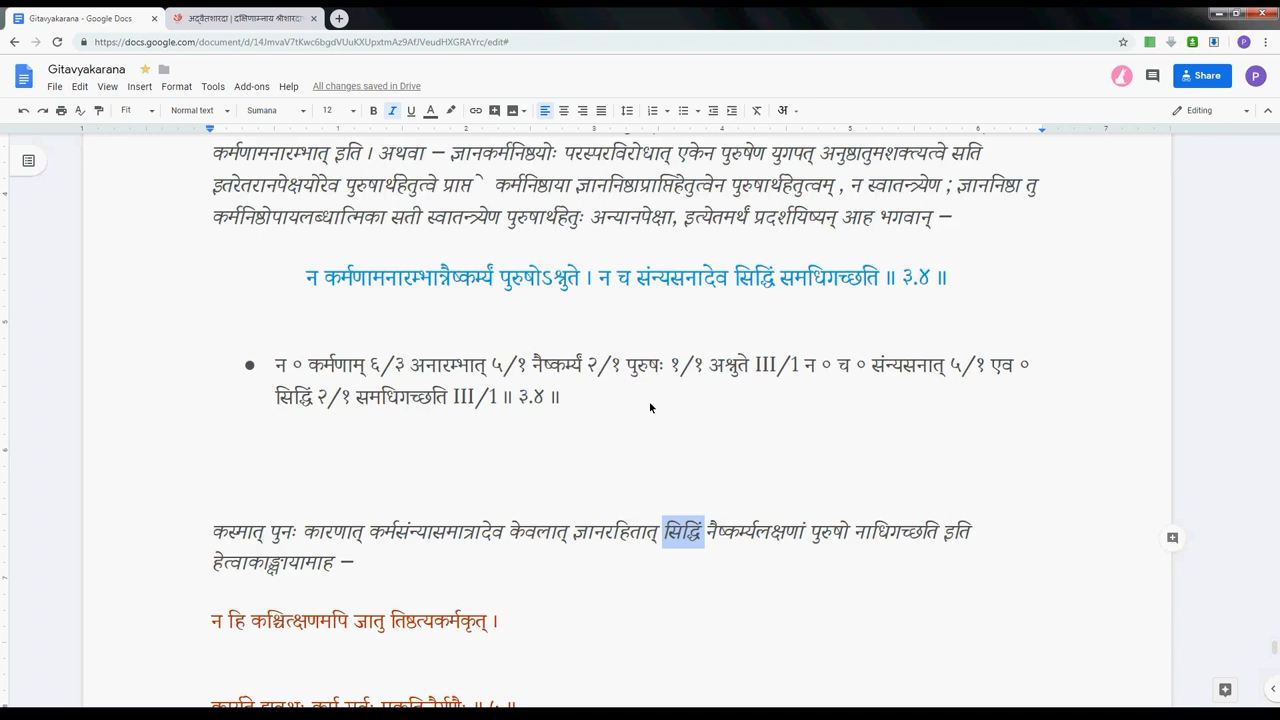 Gitavyakarana - Google Docs
अद्वैतशारदा | दक्षिणाम्नाय श्रीशारदा
https://docs.google.com/document/d/14JmvaV7tKwc6bgdVUuKXUpxtmAz9AfJVeudHXGRAYrc/edit#
Gitavyakarana
File Edit View Insert Format Tools Add-ons Help All changes saved in Drive
Share
P
Fit Normal text Sumana 12 Editing
कर्मणामनारम्भात् इति । अथवा – ज्ञानकर्मनिष्ठयोः परस्परविरोधात् एकेन पुरुषेण युगपत् अनुष्ठातुमशक्यत्वे सति
इतरेतरानपेक्षयोरेव पुरुषार्थहेतुत्वे प्राप्त े कर्मनिष्ठाया ज्ञाननिष्ठाप्राप्तिहेतुत्वेन पुरुषार्थहेतुत्वम् , न स्वातन्त्र्येण ; ज्ञाननिष्ठा तु
कर्मनिष्ठोपायलब्धात्मिका सती स्वातन्त्र्येण पुरुषार्थहेतुः अन्यानपेक्षा, इत्येतमर्थं प्रदर्शयिष्यन् आह भगवान् –
न कर्मणामनारम्भान्नैष्कर्म्यं पुरुषोऽश्नुते । न च संन्यसनादेव सिद्धिं समधिगच्छति ॥ ३.४ ॥
● न ० कर्मणाम् ६/३ अनारम्भात् ५/१ नैष्कर्म्यं २/१ पुरुषः १/१ अश्नुते III/1 न ० च ० संन्यसनात् ५/१ एव ०
सिद्धिं २/१ समधिगच्छति III/1 ॥ ३.४ ॥
कस्मात् पुनः कारणात् कर्मसंन्यासमात्रादेव केवलात् ज्ञानरहितात् सिद्धिं नैष्कर्म्यलक्षणां पुरुषो नाधिगच्छति इति
हेत्वाकाङ्क्षायामाह –
न हि कश्चित्क्षणमपि जातु तिष्ठत्यकर्मकृत् ।